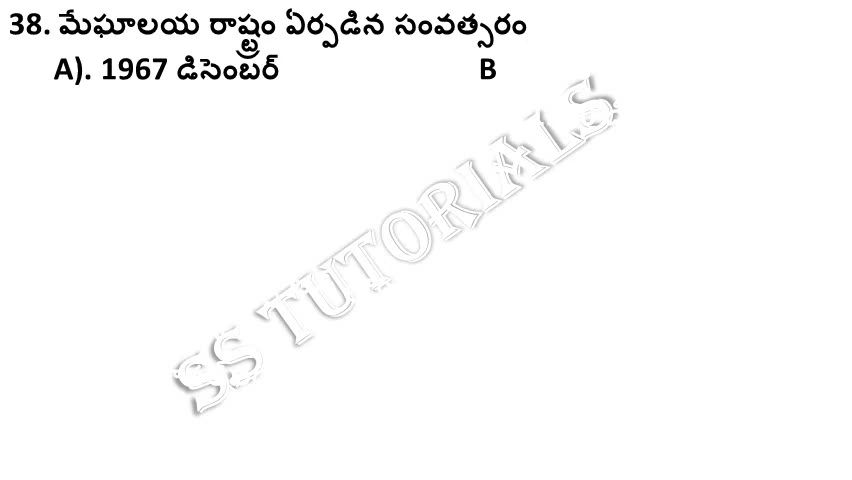 38. మేఘాలయ రాష్ట్రం ఏర్పడిన సంవత్సరం
A). 1967 డిసెంబర్ B
SS TUTORIALS